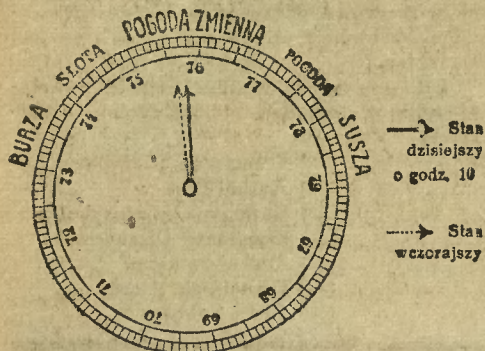 POGODA ZMIENNA
SŁOTA
POGODA
BURZA
SUSZA
76
75
77
74
78
73
79
72
71
68
70
69
Stan
dzisiejszy
o godz. 10
Stan
wczorajszy